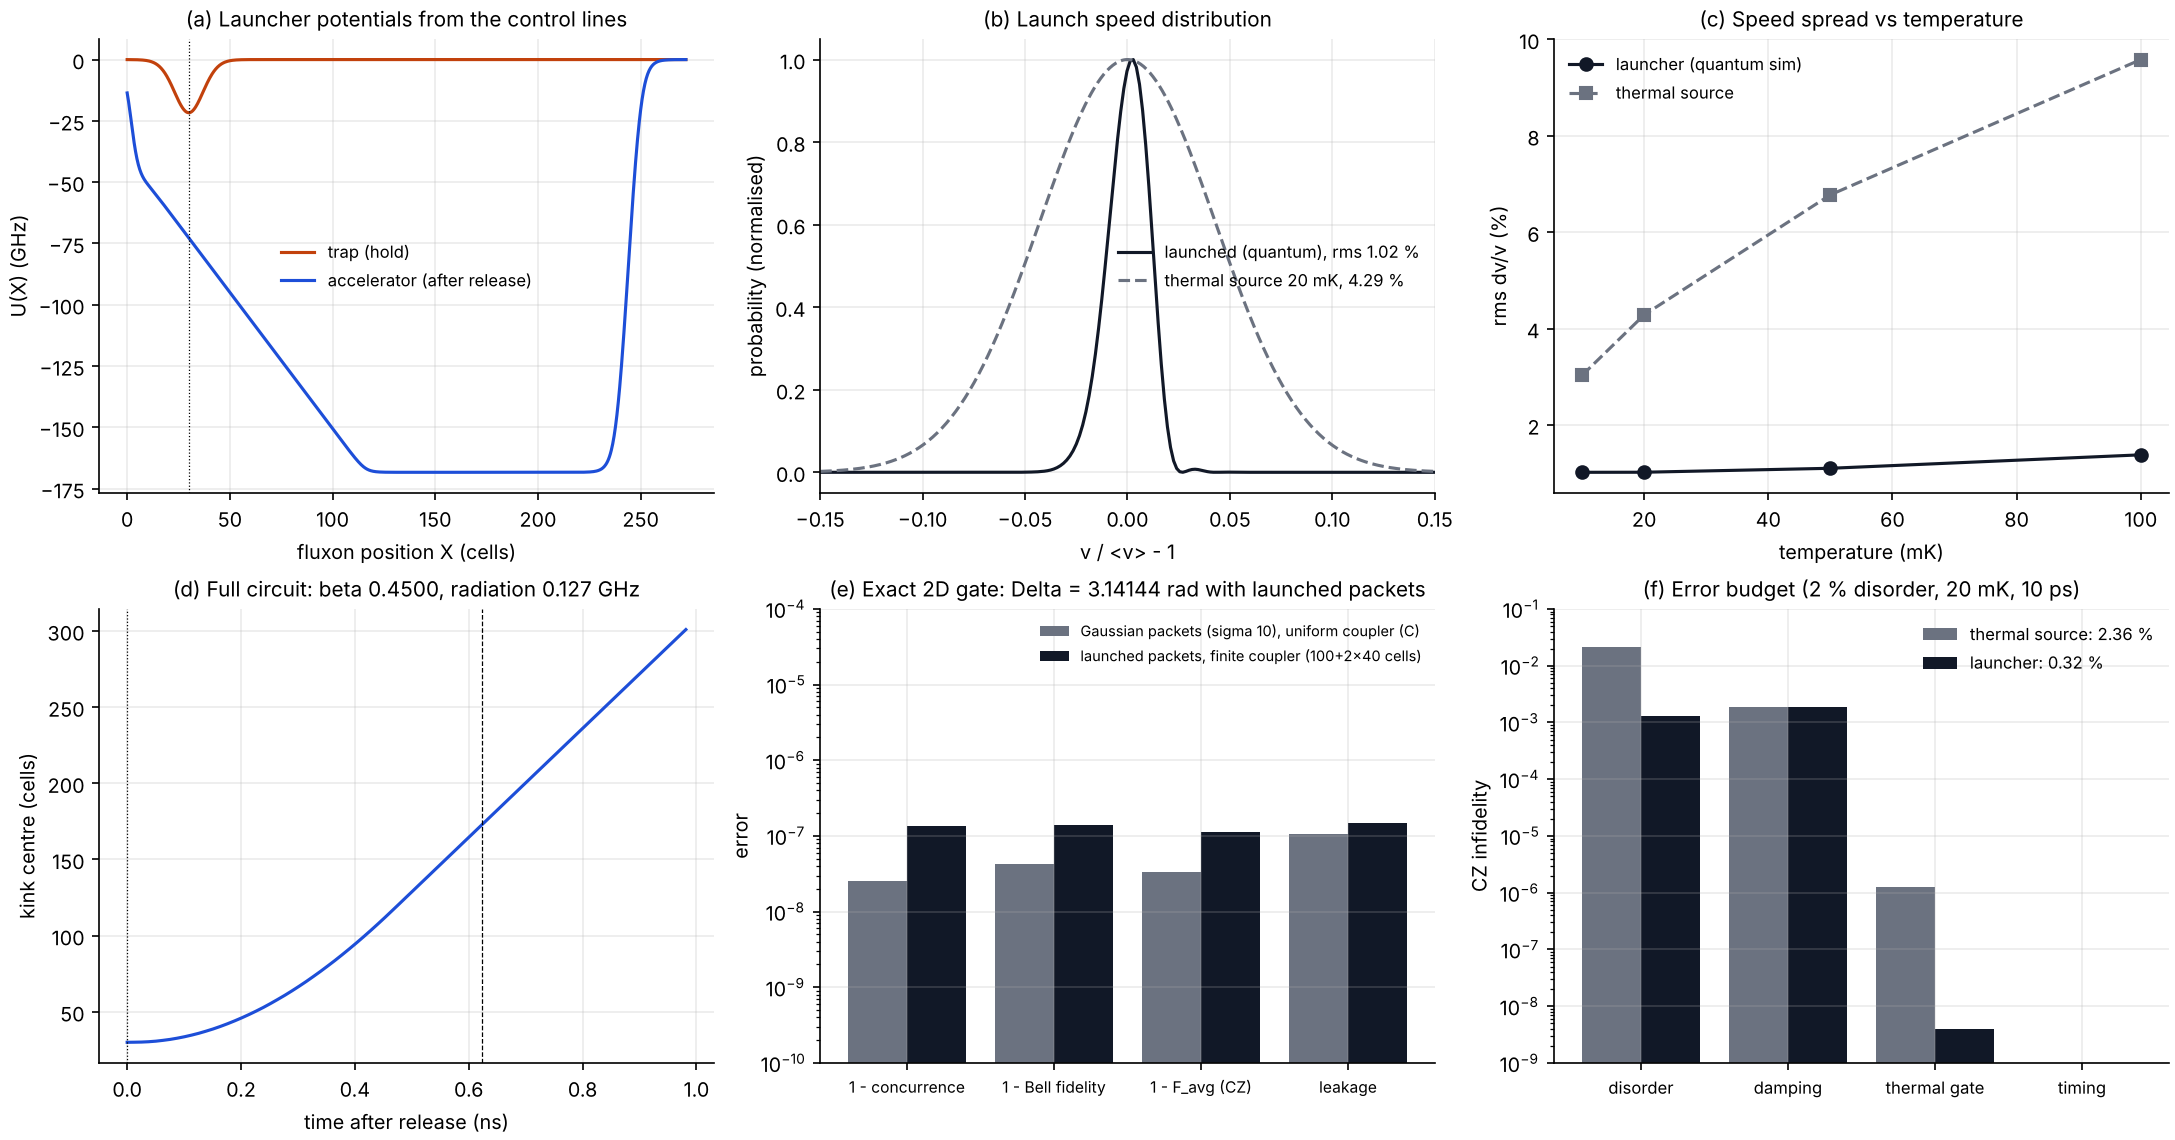 (a) Launcher potentials from the control lines
U(X) (GHz)
0
−25
−50
−75
−100
−125
−150
−175
trap (hold)
accelerator (after release)
0 50 100 150 200 250
fluxon position X (cells)
(b) Launch speed distribution
probability (normalised)
1.0
0.8
0.6
0.4
0.2
0.0
launched (quantum), rms 1.02 %
thermal source 20 mK, 4.29 %
−0.15 −0.10 −0.05 0.00 0.05 0.10 0.15
v / <v> - 1
(c) Speed spread vs temperature
rms dv/v (%)
10
8
6
4
2
launcher (quantum sim)
thermal source
20 40 60 80 100
temperature (mK)
(d) Full circuit: beta 0.4500, radiation 0.127 GHz
kink centre (cells)
300
250
200
150
100
50
0.0 0.2 0.4 0.6 0.8 1.0
time after release (ns)
(e) Exact 2D gate: Delta = 3.14144 rad with launched packets
error
10⁻⁴
10⁻⁵
10⁻⁶
10⁻⁷
10⁻⁸
10⁻⁹
10⁻¹⁰
Gaussian packets (sigma 10), uniform coupler (C)
launched packets, finite coupler (100+2×40 cells)
1 - concurrence 1 - Bell fidelity 1 - F_avg (CZ) leakage
(f) Error budget (2 % disorder, 20 mK, 10 ps)
CZ infidelity
10⁻¹
10⁻²
10⁻³
10⁻⁴
10⁻⁵
10⁻⁶
10⁻⁷
10⁻⁸
10⁻⁹
thermal source: 2.36 %
launcher: 0.32 %
disorder damping thermal gate timing